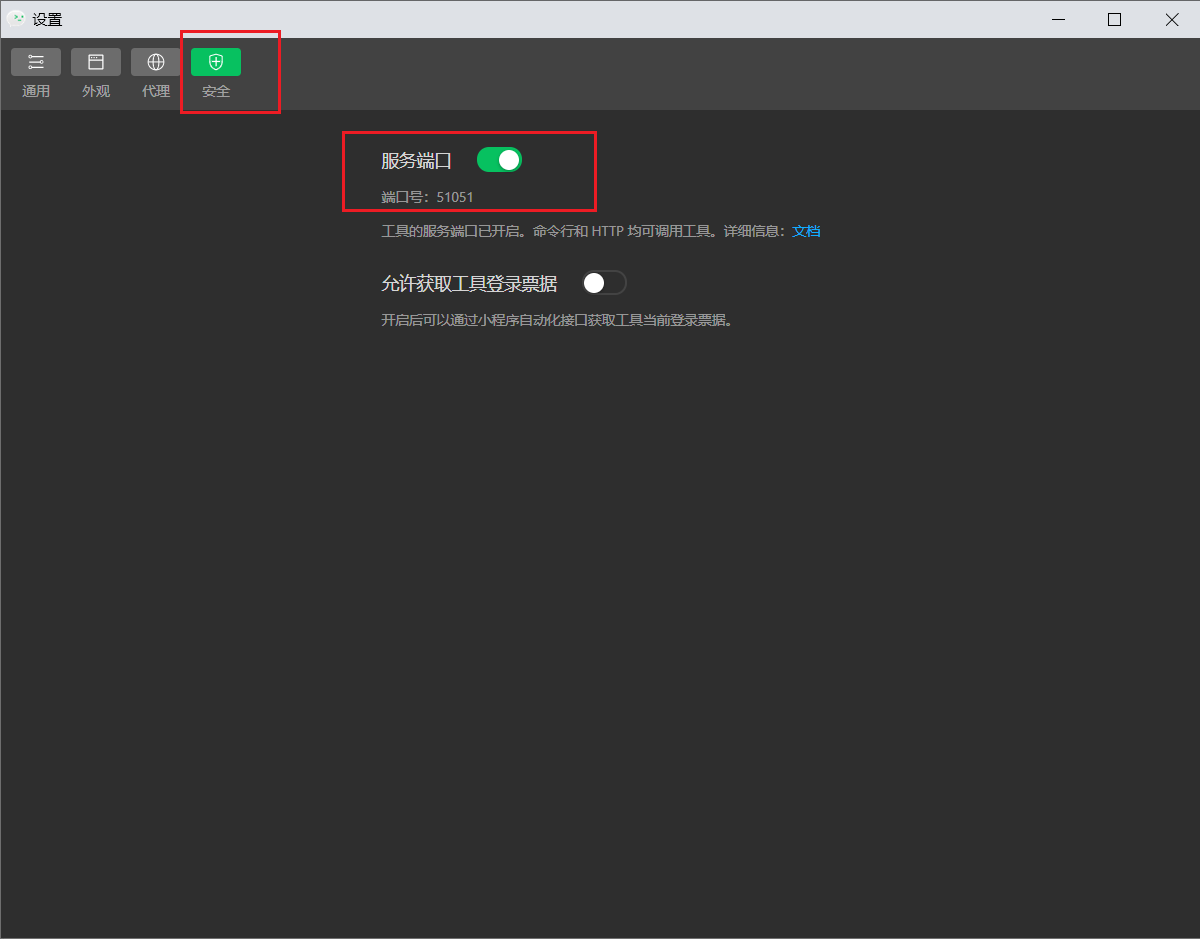 设置
通用 外观 代理 安全
服务端口
端口号：51051
工具的服务端口已开启。命令行和 HTTP 均可调用工具。详细信息：文档
允许获取工具登录票据
开启后可以通过小程序自动化接口获取工具当前登录票据。